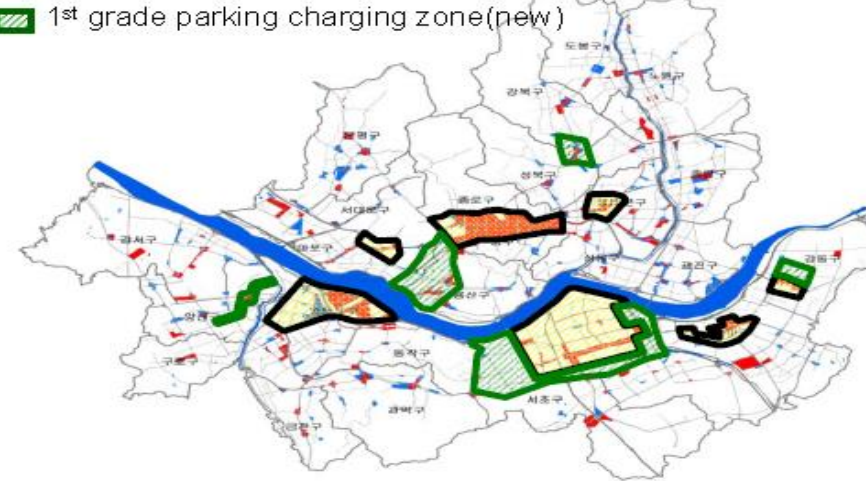 1st grade parking charging zone(new)
도봉구
노원구
강북구
은평구
성북구
종로구
서대문구
마포구
강서구
성동구
광진구
강동구
용산구
양천
구로구
동작구
서초구
관악구
금천구